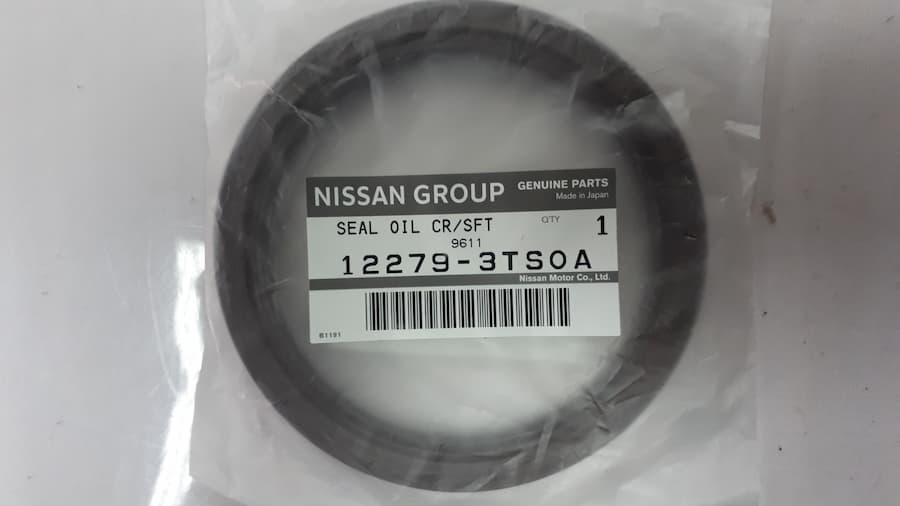 NISSAN GROUP GENUINE PARTS
Made in Japan
SEAL OIL CR/SFT Q'TY 1
9611
12279-3TS0A
Nissan Motor Co., Ltd.
B1191